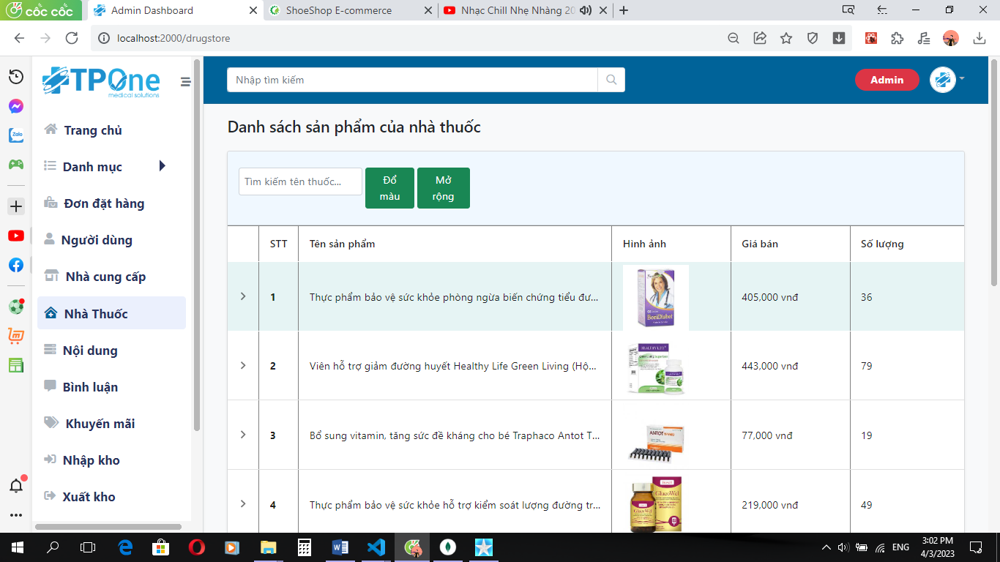 cốc cốc
Admin Dashboard
ShoeShop E-commerce
Nhạc Chill Nhẹ Nhàng 20
localhost:2000/drugstore
TPOne
medical solutions
Nhập tìm kiếm
Admin
Zalo
Trang chủ
Danh mục
Đơn đặt hàng
Người dùng
Nhà cung cấp
Nhà Thuốc
Nội dung
Bình luận
Khuyến mãi
Nhập kho
Xuất kho
Danh sách sản phẩm của nhà thuốc
Tìm kiếm tên thuốc...
Đổ màu
Mở rộng
STT Tên sản phẩm Hình ảnh Giá bán Số lượng
1 Thực phẩm bảo vệ sức khỏe phòng ngừa biến chứng tiểu đư... 405,000 vnđ 36
BoniDiabet
2 Viên hỗ trợ giảm đường huyết Healthy Life Green Living (Hộ... 443,000 vnđ 79
HEALTHY LIFE
3 Bổ sung vitamin, tăng sức đề kháng cho bé Traphaco Antot T... 77,000 vnđ 19
ANTOT
4 Thực phẩm bảo vệ sức khỏe hỗ trợ kiểm soát lượng đường tr... 219,000 vnđ 49
GlucoWel
GlucoWel
ENG
3:02 PM
4/3/2023